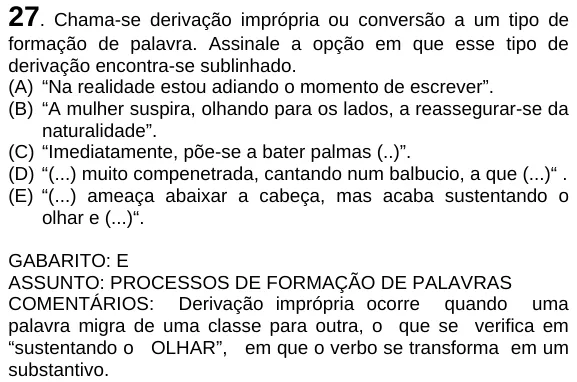 27. Chama-se derivação imprópria ou conversão a um tipo de
formação de palavra. Assinale a opção em que esse tipo de
derivação encontra-se sublinhado.
(A) “Na realidade estou adiando o momento de escrever”.
(B) “A mulher suspira, olhando para os lados, a reassegurar-se da
naturalidade”.
(C) “Imediatamente, põe-se a bater palmas (..)”.
(D) “(...) muito compenetrada, cantando num balbucio, a que (...)“ .
(E) “(...) ameaça abaixar a cabeça, mas acaba sustentando o
olhar e (...)“.
GABARITO: E
ASSUNTO: PROCESSOS DE FORMAÇÃO DE PALAVRAS
COMENTÁRIOS: Derivação imprópria ocorre quando uma
palavra migra de uma classe para outra, o que se verifica em
“sustentando o OLHAR”, em que o verbo se transforma em um
substantivo.